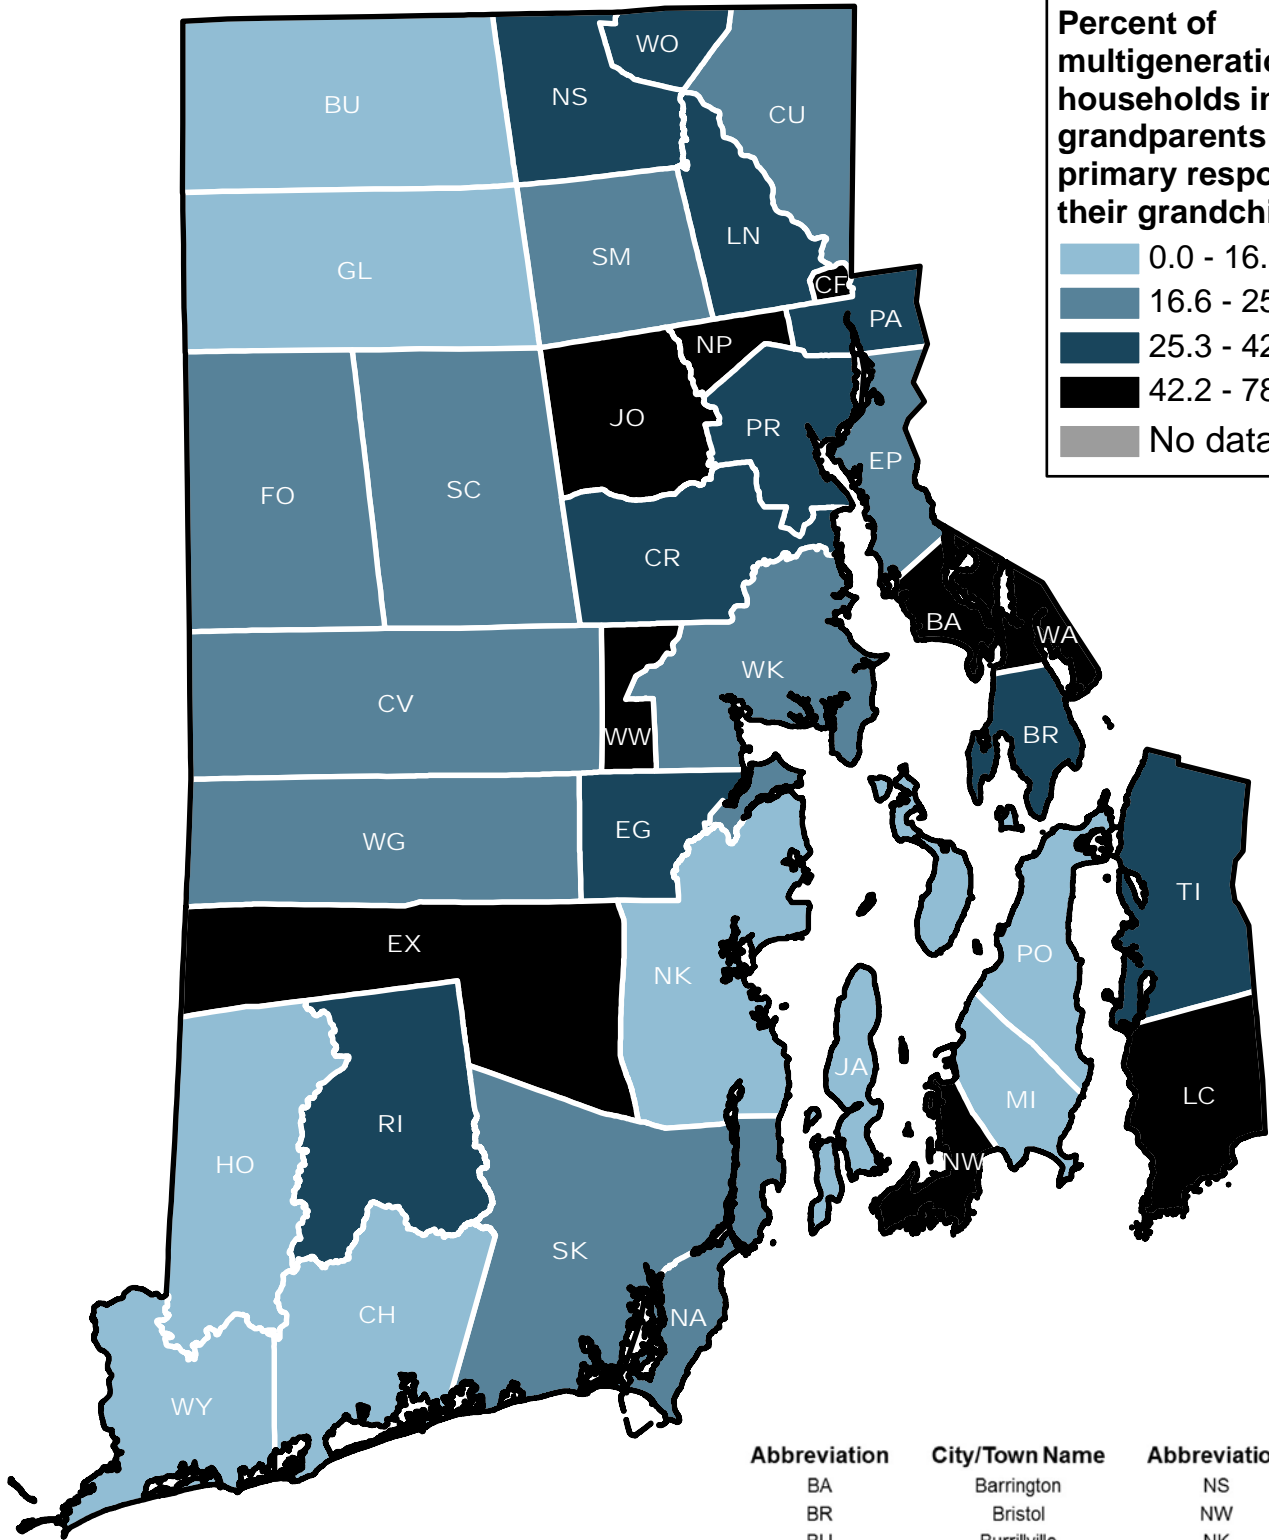 Percent of
multigeneratio
households in
grandparents
primary respo
their grandchi
0.0 - 16.
16.6 - 25
25.3 - 42
42.2 - 78
No data
WO
NS
BU
CU
LN
SM
GL
CF
PA
NP
JO
PR
EP
SC
FO
CR
BA
WA
WK
CV
WW
BR
EG
WG
TI
EX
PO
NK
JA
LC
MI
RI
NW
HO
SK
CH
NA
WY
Abbreviation City/Town Name Abbreviatio
BA Barrington NS
BR Bristol NW
BU Burrillville NK